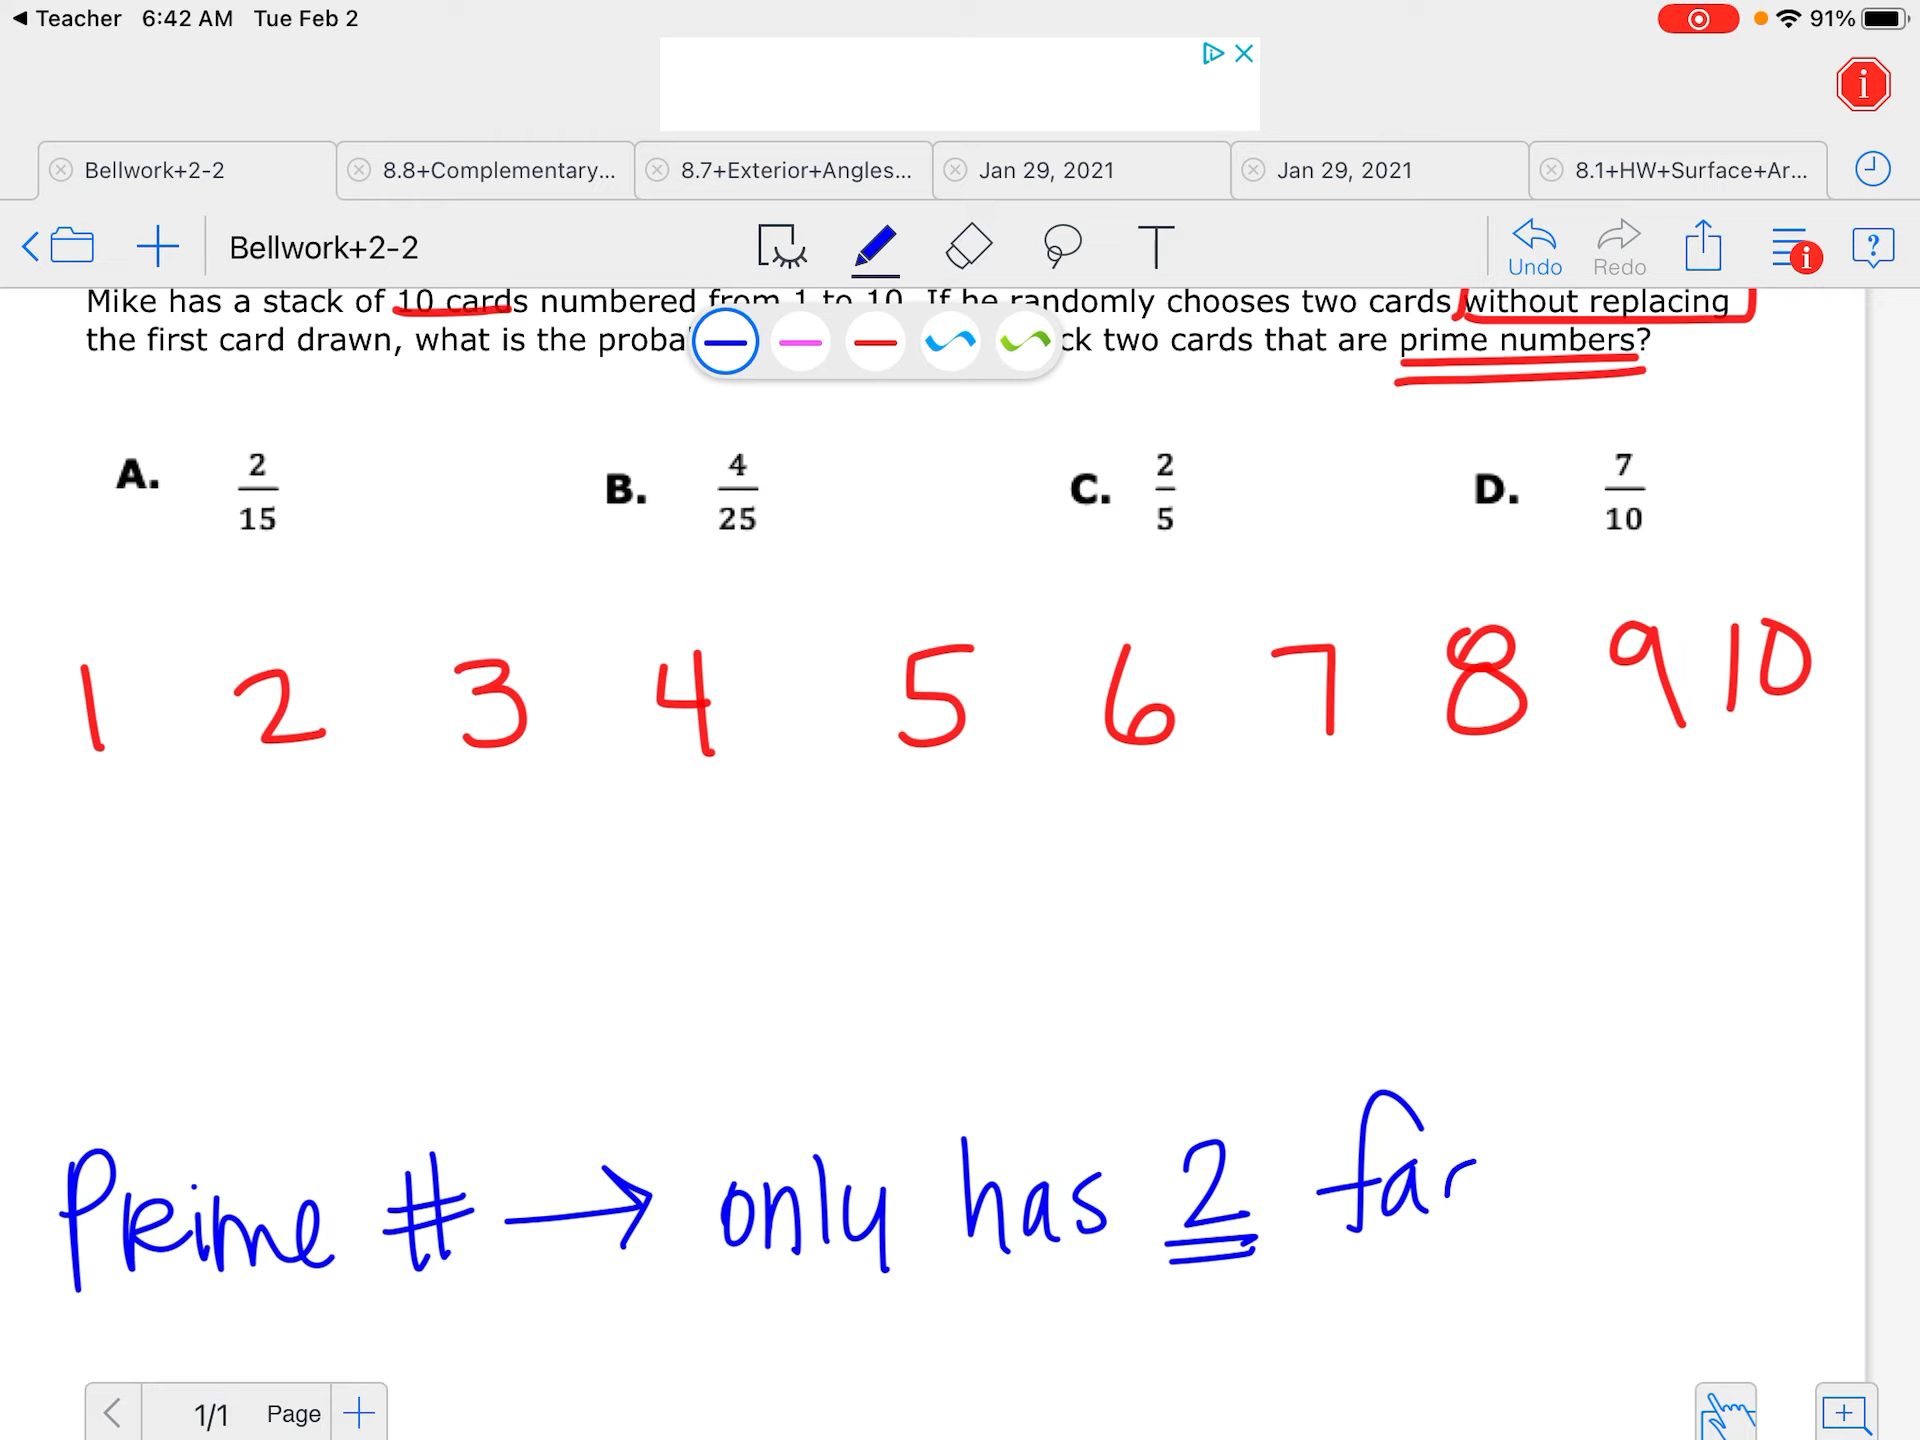 Teacher 6:42 AM Tue Feb 2 91%
Bellwork+2-2 8.8+Complementary... 8.7+Exterior+Angles... Jan 29, 2021 Jan 29, 2021 8.1+HW+Surface+Ar...
Bellwork+2-2 T Undo Redo
Mike has a stack of 10 cards numbered from 1 to 10. If he randomly chooses two cards without replacing
the first card drawn, what is the proba ck two cards that are prime numbers?
A. 2/15 B. 4/25 C. 2/5 D. 7/10
1 2 3 4 5 6 7 8 9 10
Prime # → only has 2 far
1/1 Page